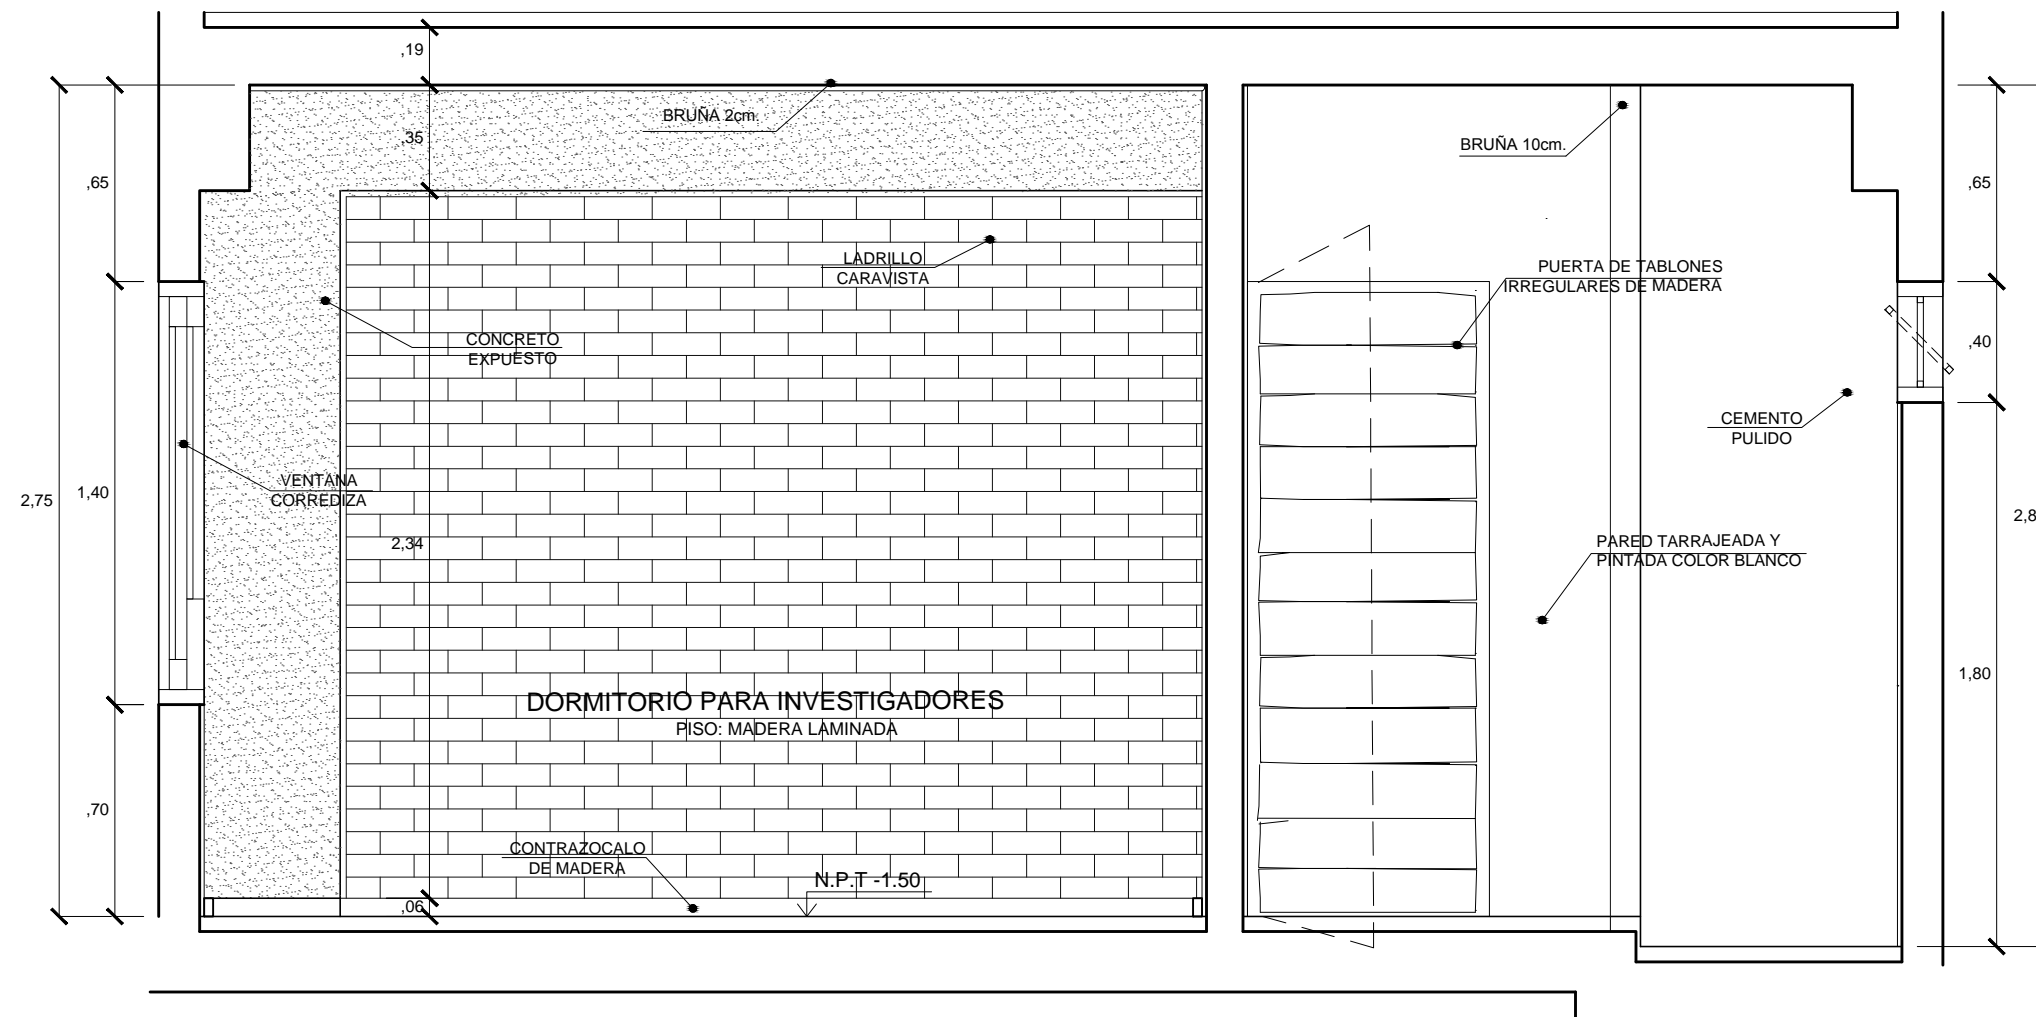 ,19
BRUÑA 2cm.
,35
BRUÑA 10cm.
,65
,65
LADRILLO
CARAVISTA
PUERTA DE TABLONES
IRREGULARES DE MADERA
CONCRETO
EXPUESTO
,40
CEMENTO
PULIDO
VENTANA
CORREDIZA
2,75
1,40
2,8
2,34
PARED TARRAJEADA Y
PINTADA COLOR BLANCO
1,80
DORMITORIO PARA INVESTIGADORES
PISO: MADERA LAMINADA
,70
CONTRAZOCALO
DE MADERA
N.P.T -1.50
,06